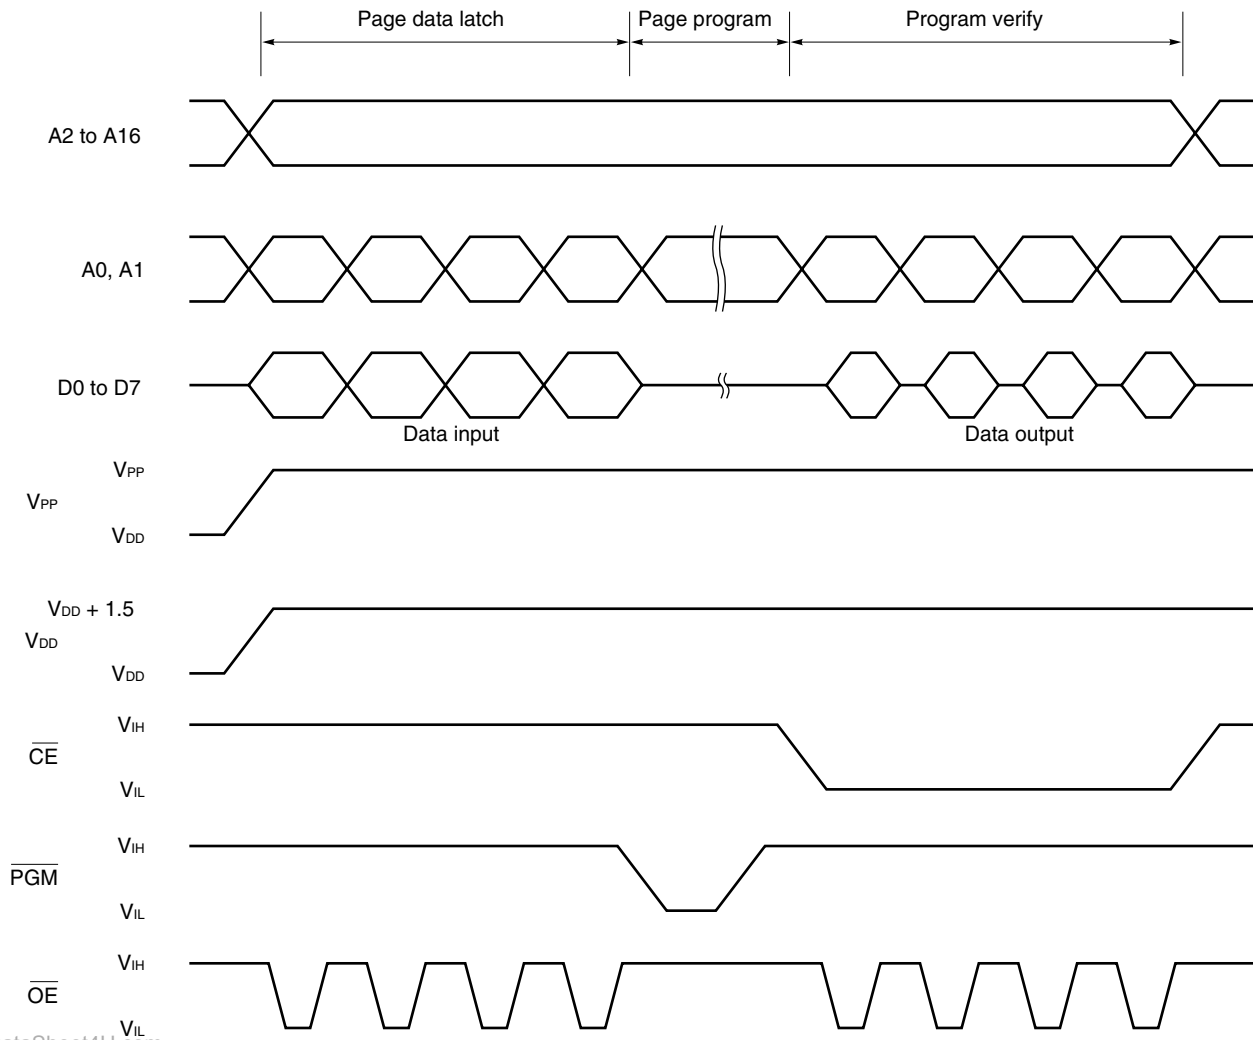 Page data latch Page program Program verify
A2 to A16
A0, A1
D0 to D7
Data input Data output
VPP
VPP
VDD
VDD + 1.5
VDD
VDD
VIH
CE
VIL
VIH
PGM
VIL
VIH
OE
VIL